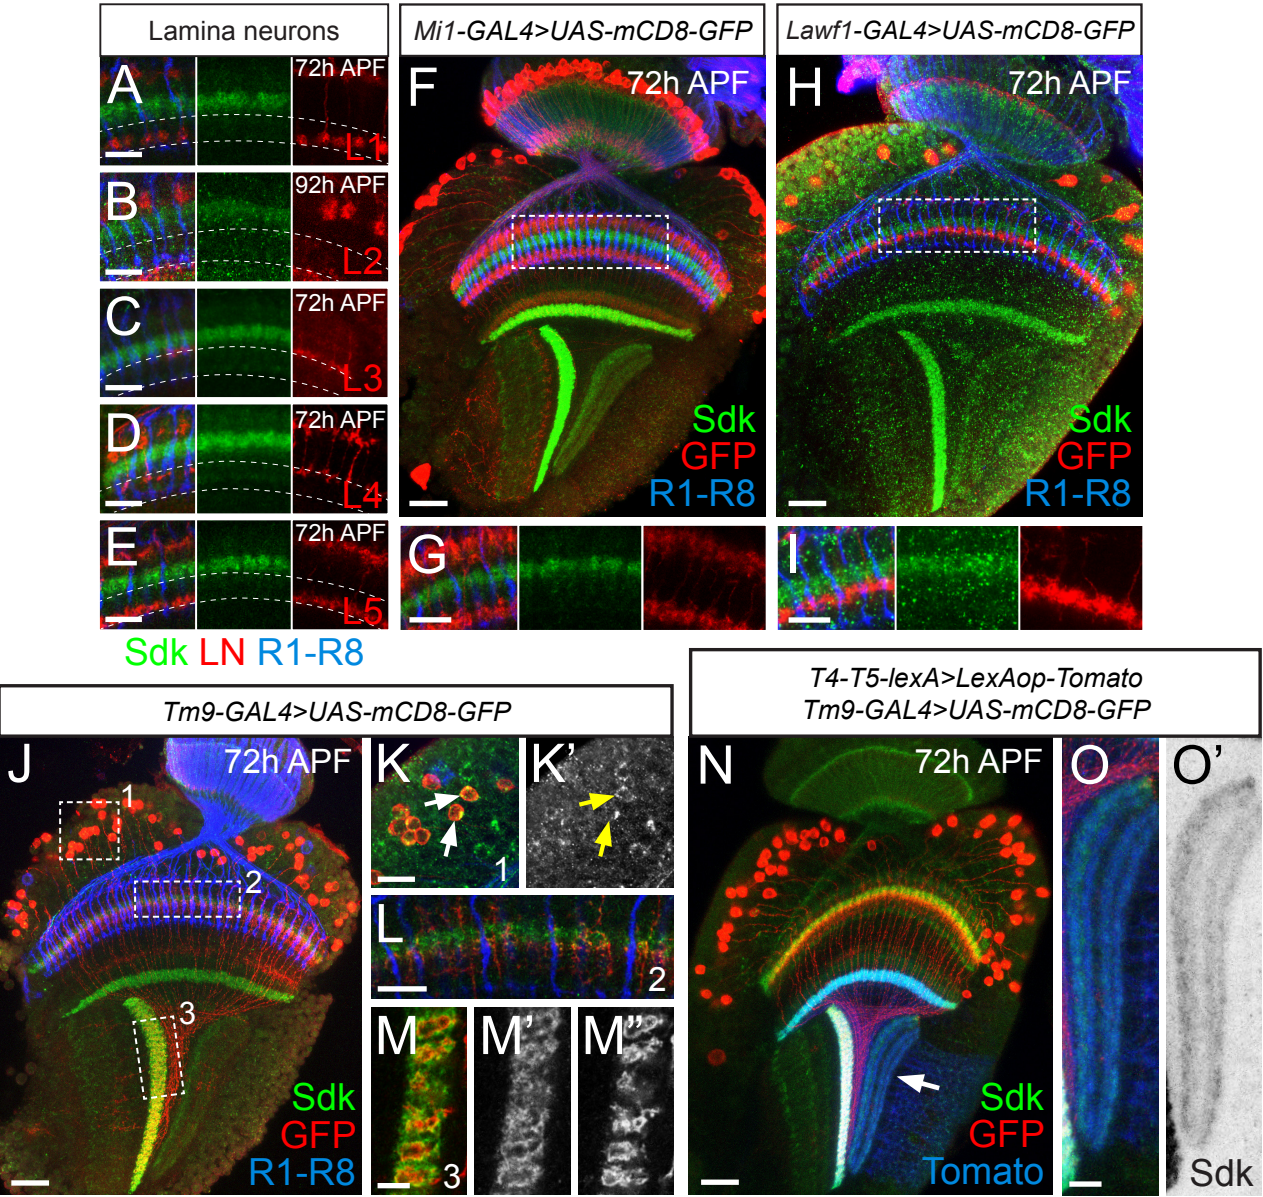 Lamina neurons
A
72h APF
L1
B
92h APF
L2
C
72h APF
L3
D
72h APF
L4
E
72h APF
L5
Sdk LN R1-R8
Mi1-GAL4>UAS-mCD8-GFP
F
72h APF
Sdk
GFP
R1-R8
G
Lawf1-GAL4>UAS-mCD8-GFP
H
72h APF
Sdk
GFP
R1-R8
I
Tm9-GAL4>UAS-mCD8-GFP
J
72h APF
1
2
3
Sdk
GFP
R1-R8
K
1
K'
L
2
M
3
M'
M"
T4-T5-lexA>LexAop-Tomato
Tm9-GAL4>UAS-mCD8-GFP
N
72h APF
Sdk
GFP
Tomato
O
O'
Sdk